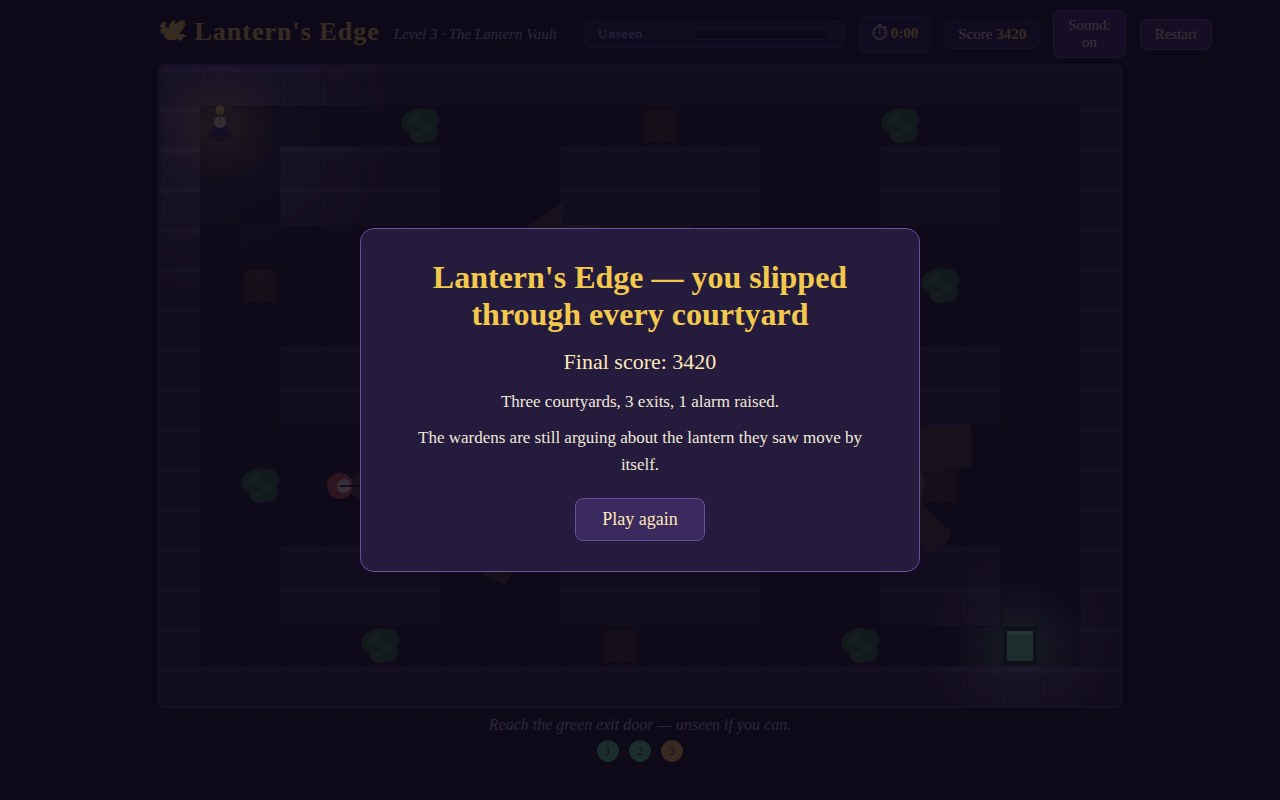 Lantern's Edge Level 3 · The Lantern Vault Unseen 0:00 Score 3420 Sound: on Restart
Lantern's Edge — you slipped
through every courtyard
Final score: 3420
Three courtyards, 3 exits, 1 alarm raised.
The wardens are still arguing about the lantern they saw move by
itself.
Play again
Reach the green exit door — unseen if you can.
1 2 3